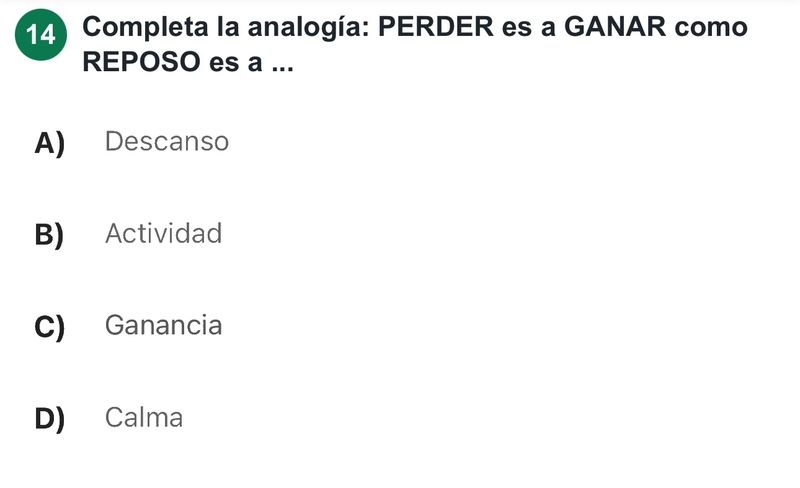 14 Completa la analogía: PERDER es a GANAR como
REPOSO es a ...
A) Descanso
B) Actividad
C) Ganancia
D) Calma